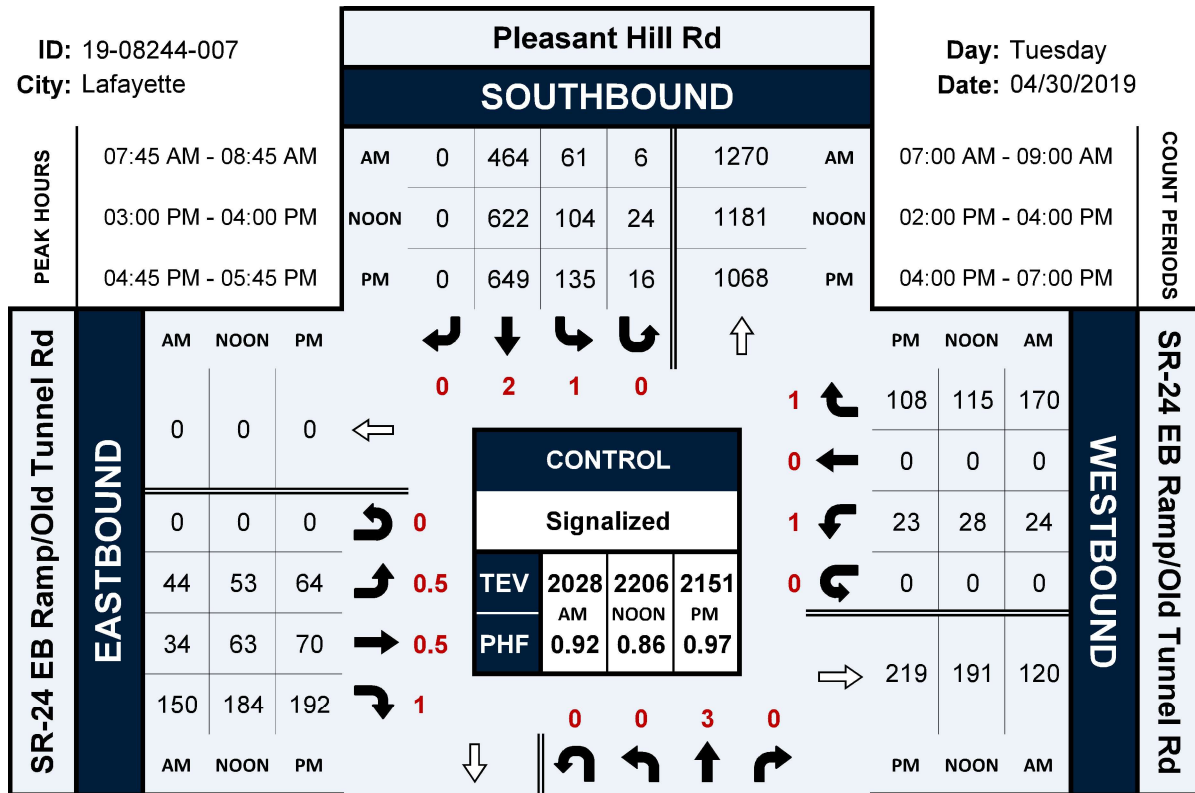 Pleasant Hill Rd
ID: 19-08244-007
Day: Tuesday
City: Lafayette
Date: 04/30/2019
SOUTHBOUND
PEAK HOURS
07:45 AM - 08:45 AM
03:00 PM - 04:00 PM
04:45 PM - 05:45 PM
AM 0 464 61 6 1270 AM
NOON 0 622 104 24 1181 NOON
PM 0 649 135 16 1068 PM
07:00 AM - 09:00 AM
02:00 PM - 04:00 PM
04:00 PM - 07:00 PM
COUNT PERIODS
0 2 1 0
SR-24 EB Ramp/Old Tunnel Rd
EASTBOUND
AM NOON PM
0 0 0
0 0 0 0
44 53 64 0.5
34 63 70 0.5
150 184 192 1
AM NOON PM
CONTROL
Signalized
TEV 2028 2206 2151
AM NOON PM
PHF 0.92 0.86 0.97
PM NOON AM
1 108 115 170
0 0 0 0
1 23 28 24
0 0 0 0
219 191 120
PM NOON AM
WESTBOUND
SR-24 EB Ramp/Old Tunnel Rd
0 0 3 0